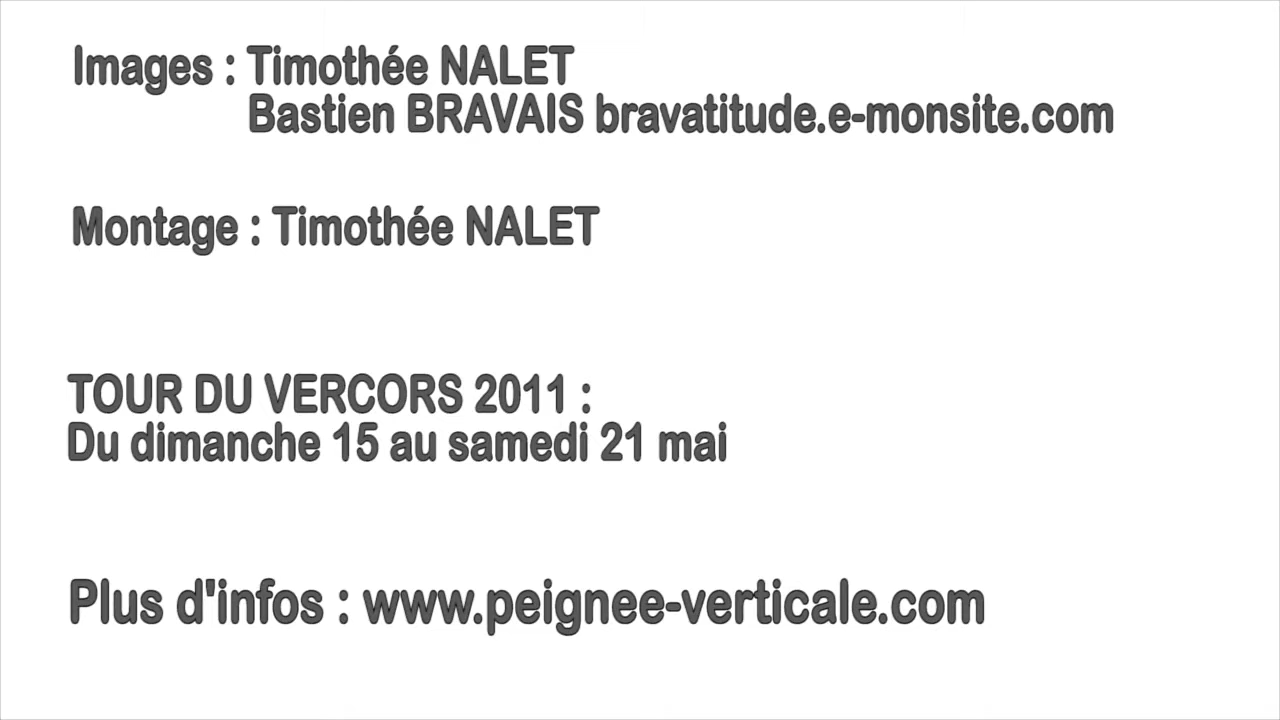 Images : Timothée NALET
Bastien BRAVAIS bravatitude.e-monsite.com
Montage : Timothée NALET
TOUR DU VERCORS 2011 :
Du dimanche 15 au samedi 21 mai
Plus d'infos : www.peignee-verticale.com